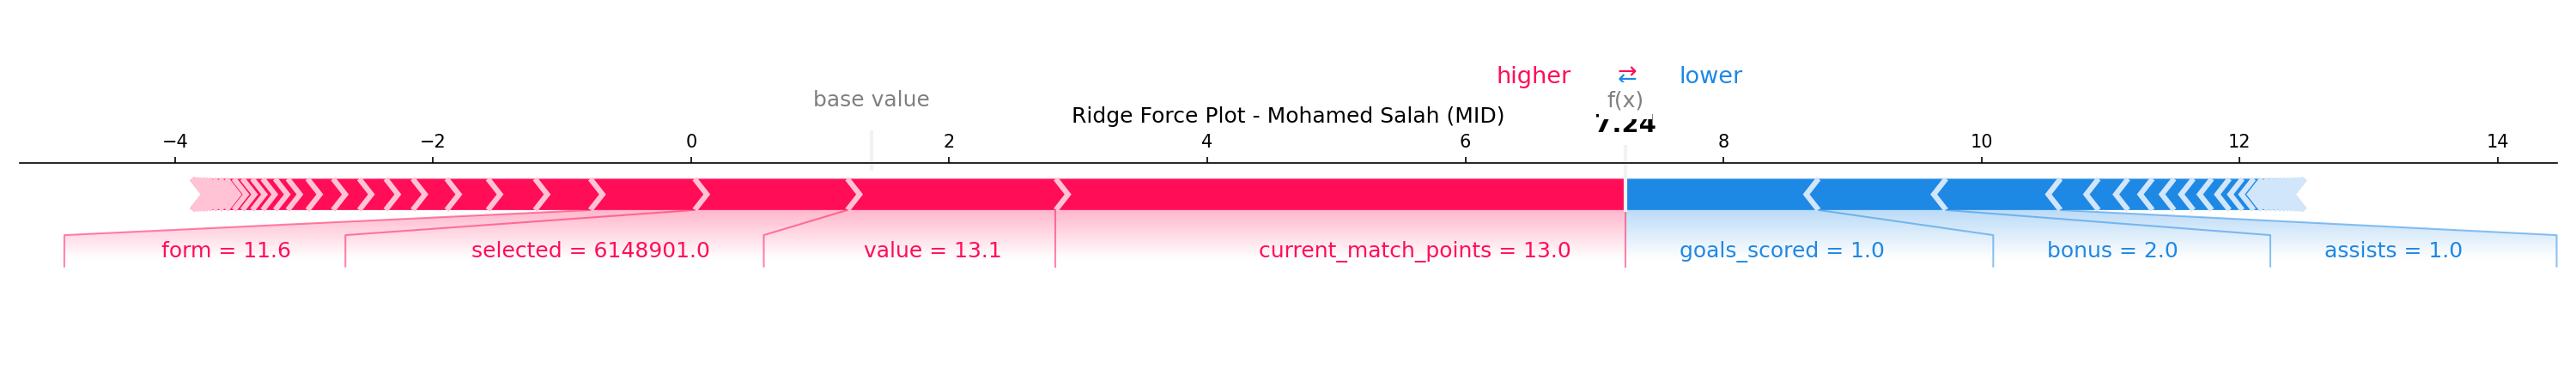 higher ⇄ lower
base value
f(x)
Ridge Force Plot - Mohamed Salah (MID)
7.24
−4 −2 0 2 4 6 8 10 12 14
form = 11.6 selected = 6148901.0 value = 13.1 current_match_points = 13.0 goals_scored = 1.0 bonus = 2.0 assists = 1.0